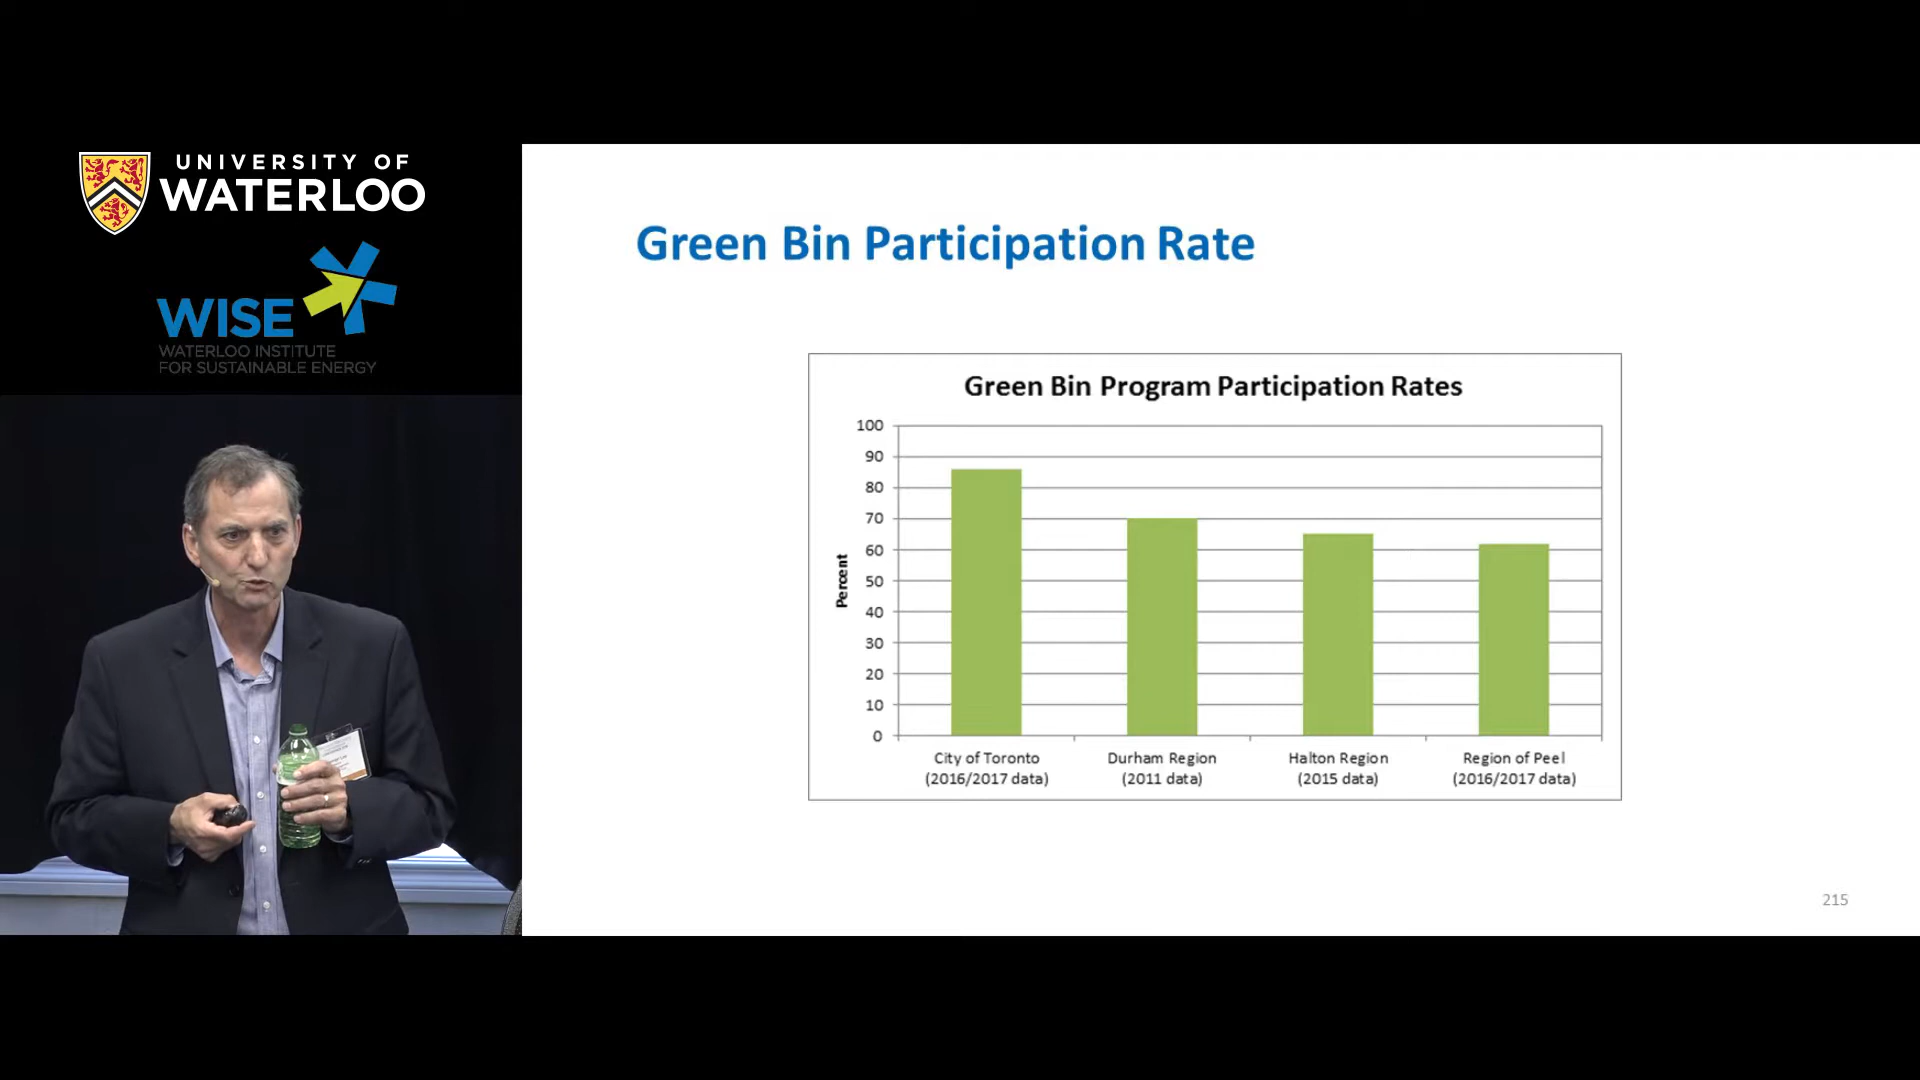 UNIVERSITY OF
WATERLOO
WISE
WATERLOO INSTITUTE
FOR SUSTAINABLE ENERGY
Green Bin Participation Rate
Green Bin Program Participation Rates
Percent
100
90
80
70
60
50
40
30
20
10
0
City of Toronto
(2016/2017 data)
Durham Region
(2011 data)
Halton Region
(2015 data)
Region of Peel
(2016/2017 data)
215